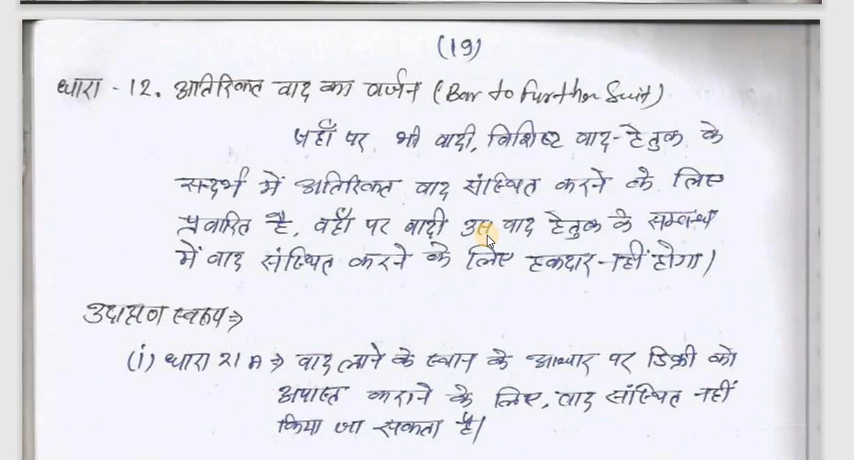 (19)
धारा - 12. अतिरिक्त वाद का वर्जन (Bar to Further Suit)
जहाँ पर भी वादी, विशिष्ट वाद-हेतुक के
सन्दर्भ में अतिरिक्त वाद संस्थित करने के लिए
प्रवारित है, वहाँ पर वादी उस वाद हेतुक के सम्बन्ध
में वाद संस्थित करने के लिए हकदार नहीं होगा।
उदाहरण स्वरूप ⇒
(i) धारा 21 A ⇒ वाद लाने के स्थान के आधार पर डिक्री को
अपास्त कराने के लिए, वाद संस्थित नहीं
किया जा सकता है।